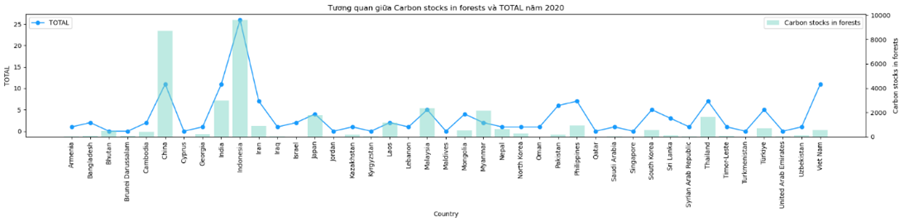 Tương quan giữa Carbon stocks in forests và TOTAL năm 2020
TOTAL
Carbon stocks in forests
TOTAL
25
20
15
10
5
0
10000
8000
6000
4000
2000
0
Carbon stocks in forests
Armenia
Bangladesh
Bhutan
Brunei Darussalam
Cambodia
China
Cyprus
Georgia
India
Indonesia
Iran
Iraq
Israel
Japan
Jordan
Kazakhstan
Kyrgyzstan
Laos
Lebanon
Malaysia
Maldives
Mongolia
Myanmar
Nepal
North Korea
Oman
Pakistan
Philippines
Qatar
Saudi Arabia
Singapore
South Korea
Sri Lanka
Syrian Arab Republic
Thailand
Timor-Leste
Turkmenistan
Türkiye
United Arab Emirates
Uzbekistan
Viet Nam
Country